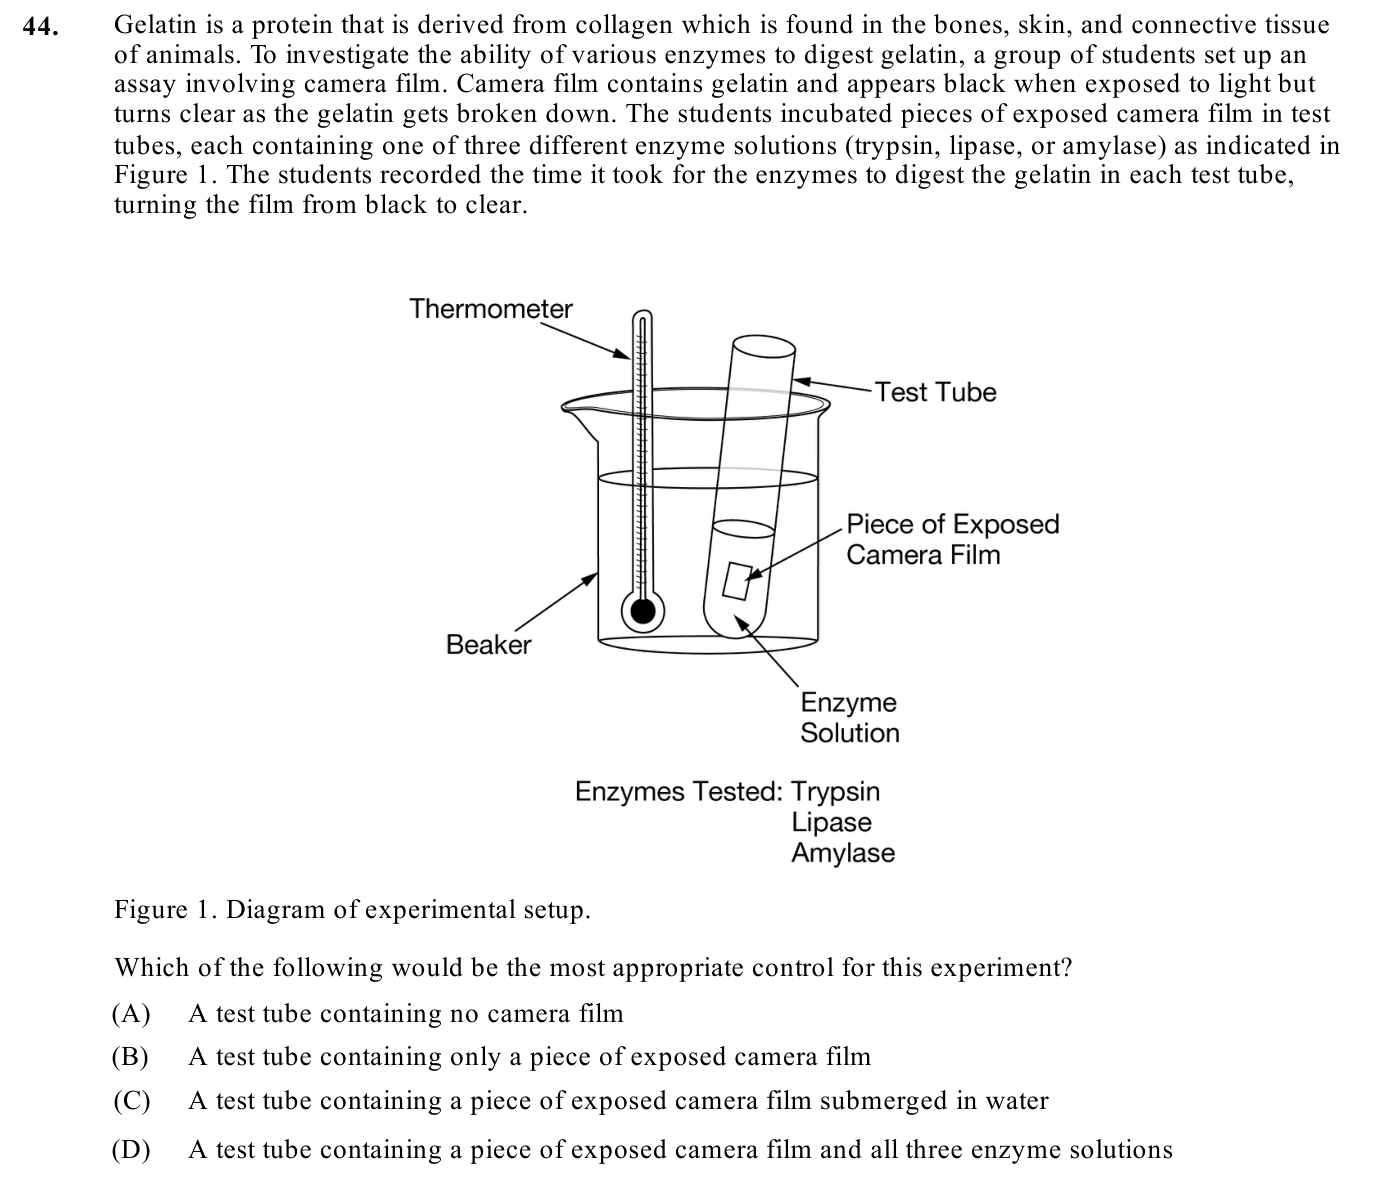 44. Gelatin is a protein that is derived from collagen which is found in the bones, skin, and connective tissue
of animals. To investigate the ability of various enzymes to digest gelatin, a group of students set up an
assay involving camera film. Camera film contains gelatin and appears black when exposed to light but
turns clear as the gelatin gets broken down. The students incubated pieces of exposed camera film in test
tubes, each containing one of three different enzyme solutions (trypsin, lipase, or amylase) as indicated in
Figure 1. The students recorded the time it took for the enzymes to digest the gelatin in each test tube,
turning the film from black to clear.
Thermometer
Test Tube
Piece of Exposed
Camera Film
Beaker
Enzyme
Solution
Enzymes Tested: Trypsin
Lipase
Amylase
Figure 1. Diagram of experimental setup.
Which of the following would be the most appropriate control for this experiment?
(A) A test tube containing no camera film
(B) A test tube containing only a piece of exposed camera film
(C) A test tube containing a piece of exposed camera film submerged in water
(D) A test tube containing a piece of exposed camera film and all three enzyme solutions